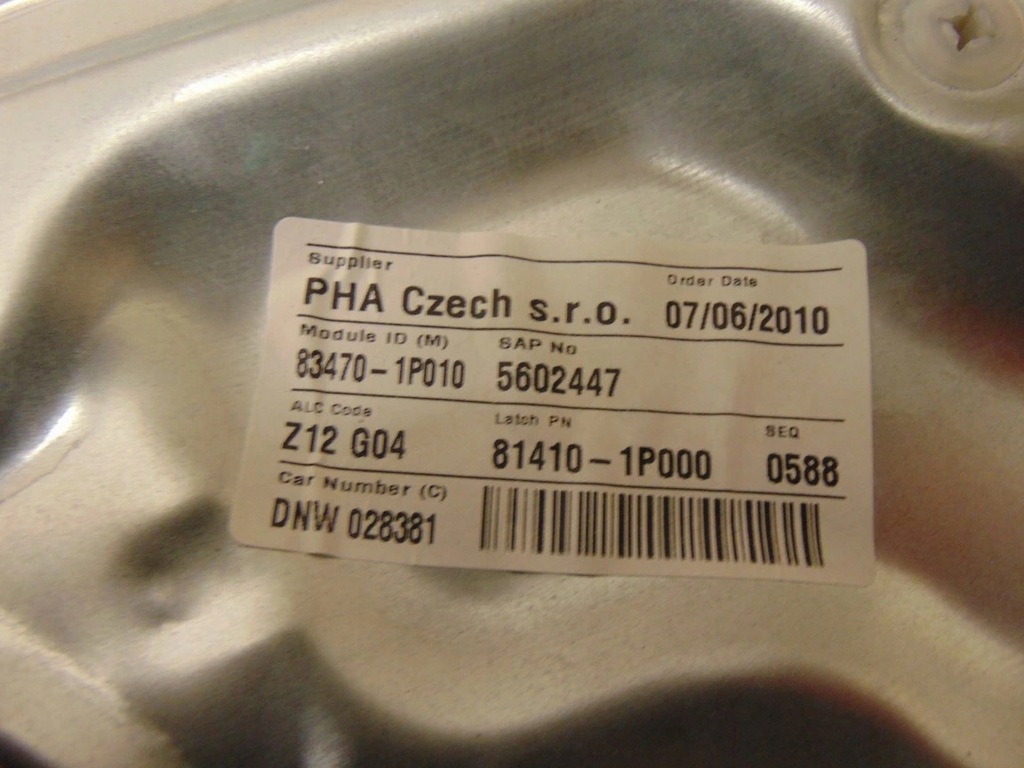 Supplier Order Date
PHA Czech s.r.o. 07/06/2010
Module ID (M) SAP No
83470-1P010 5602447
ALC Code Latch PN SEQ
Z12 G04 81410-1P000 0588
Car Number (C)
DNW 028381